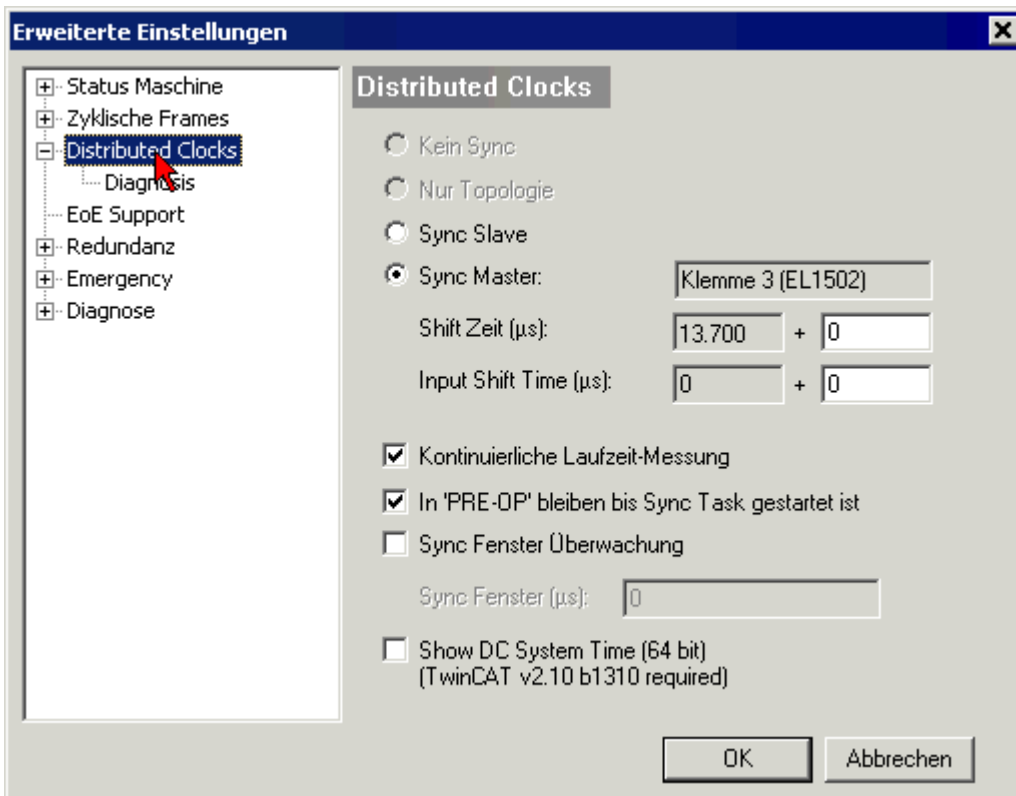 Erweiterte Einstellungen
Status Maschine
Zyklische Frames
Distributed Clocks
Diagnosis
EoE Support
Redundanz
Emergency
Diagnose
Distributed Clocks
Kein Sync
Nur Topologie
Sync Slave
Sync Master: Klemme 3 (EL1502)
Shift Zeit (µs): 13.700 + 0
Input Shift Time (µs): 0 + 0
Kontinuierliche Laufzeit-Messung
In 'PRE-OP' bleiben bis Sync Task gestartet ist
Sync Fenster Überwachung
Sync Fenster (µs): 0
Show DC System Time (64 bit)
(TwinCAT v2.10 b1310 required)
OK Abbrechen